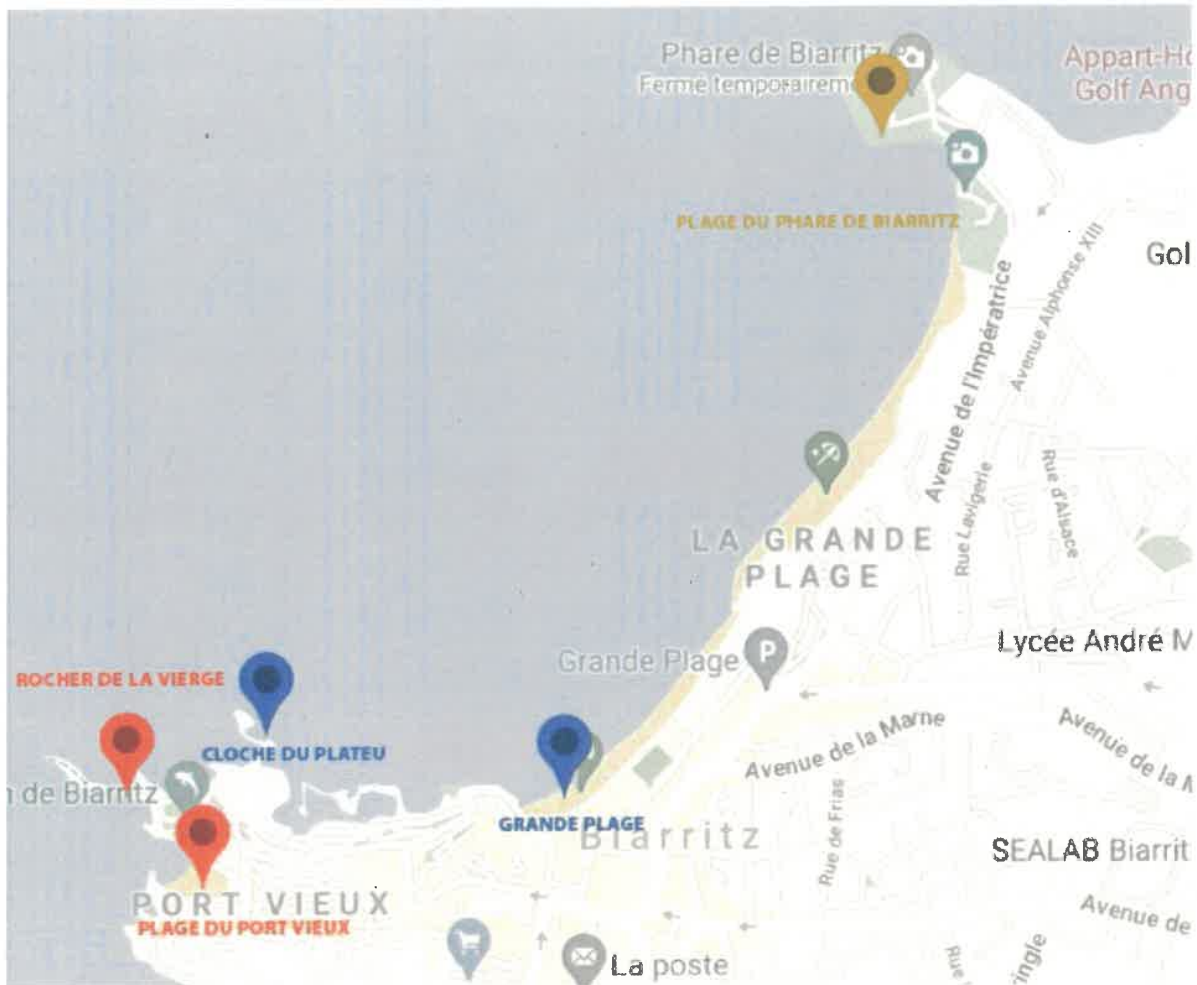 Phare de Biarritz
Fermé temporairem
Appart-Hô
Golf Ang
PLAGE DU PHARE DE BIARRITZ
Gol
Avenue Alphonse XIII
Avenue de l'Impératrice
Rue Lavigerie
Rue d'Alsace
LA GRANDE
PLAGE
Lycée André M
Grande Plage
P
ROCHER DE LA VIERGE
CLOCHE DU PLATEU
Avenue de la Marne
Avenue de la M
de Biarritz
GRANDE PLAGE
Biarritz
Rue de Frias
SEALAB Biarrit
PORT VIEUX
PLAGE DU PORT VIEUX
Avenue de
La poste
Rue
ringle